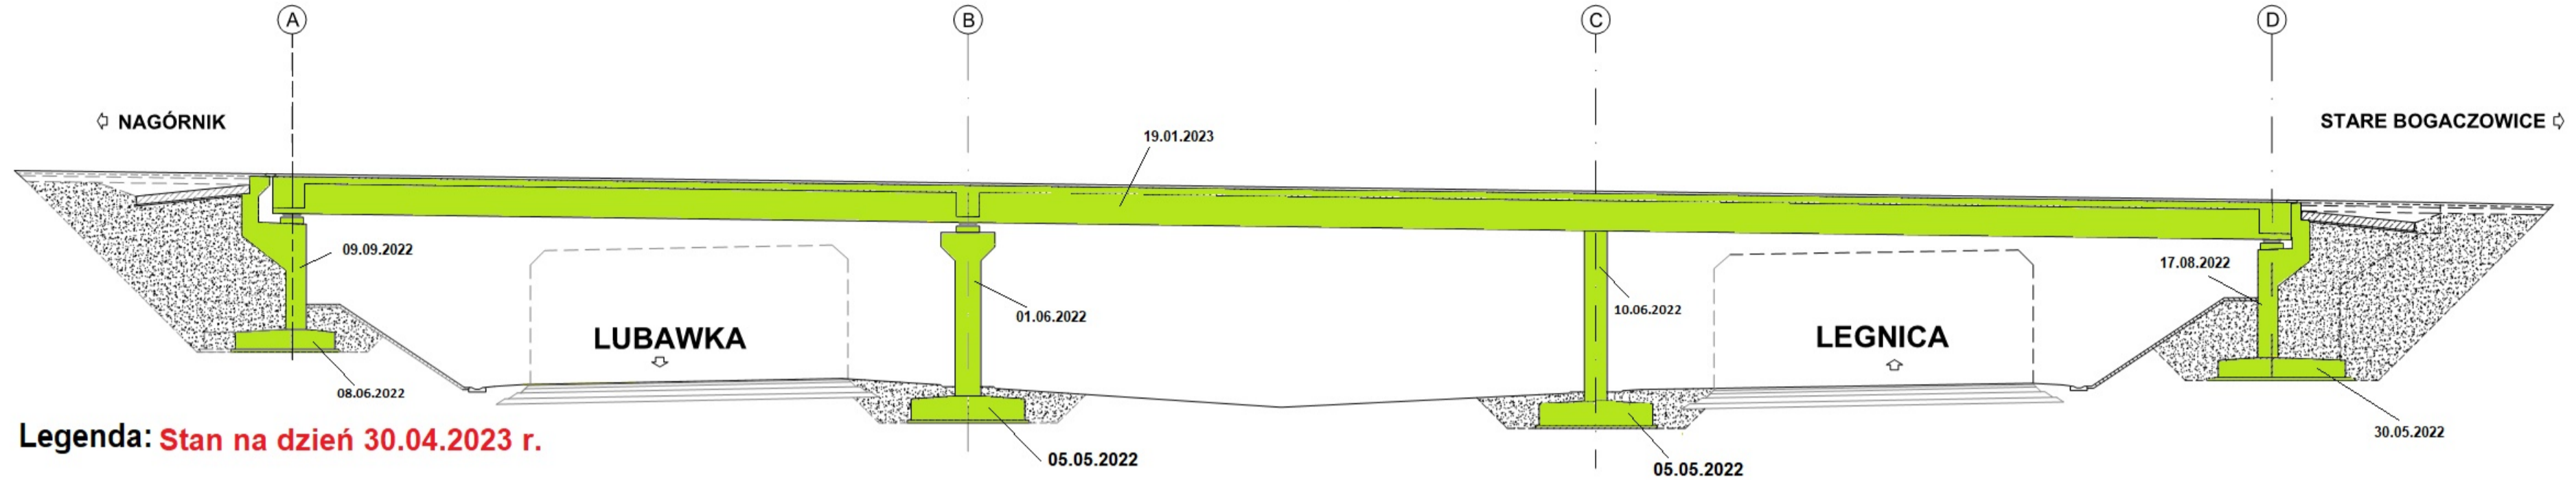 A
B
C
D
NAGÓRNIK
STARE BOGACZOWICE
19.01.2023
09.09.2022
01.06.2022
10.06.2022
17.08.2022
LUBAWKA
LEGNICA
08.06.2022
30.05.2022
05.05.2022
05.05.2022
Legenda: Stan na dzień 30.04.2023 r.